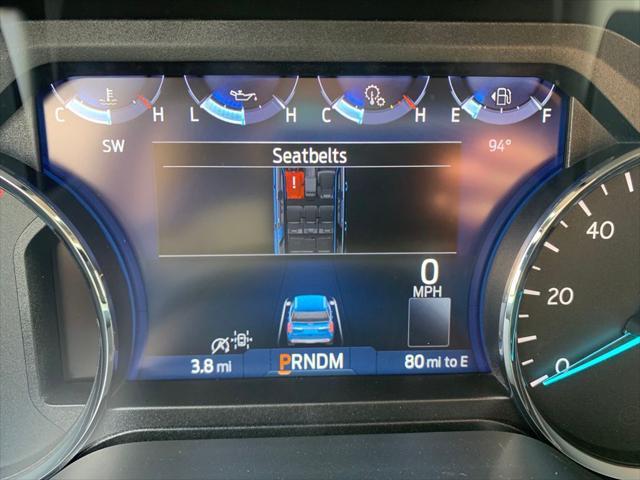 C H L H C H E F
SW 94°
Seatbelts
!
0
MPH
40
20
0
3.8 mi PRNDM 80 mi to E